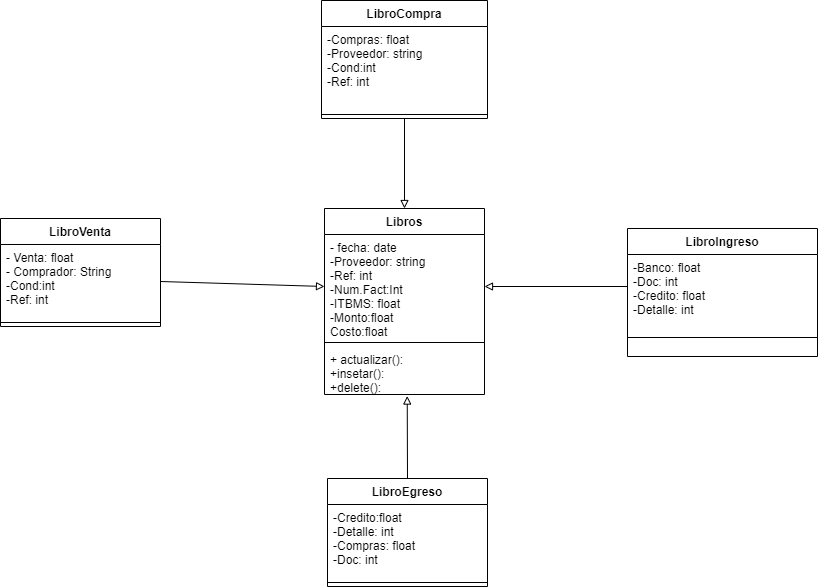 LibroCompra
-Compras: float
-Proveedor: string
-Cond:int
-Ref: int
LibroVenta
- Venta: float
- Comprador: String
-Cond:int
-Ref: int
Libros
- fecha: date
-Proveedor: string
-Ref: int
-Num.Fact:Int
-ITBMS: float
-Monto:float
Costo:float
+ actualizar():
+insetar():
+delete():
LibroIngreso
-Banco: float
-Doc: int
-Credito: float
-Detalle: int
LibroEgreso
-Credito:float
-Detalle: int
-Compras: float
-Doc: int